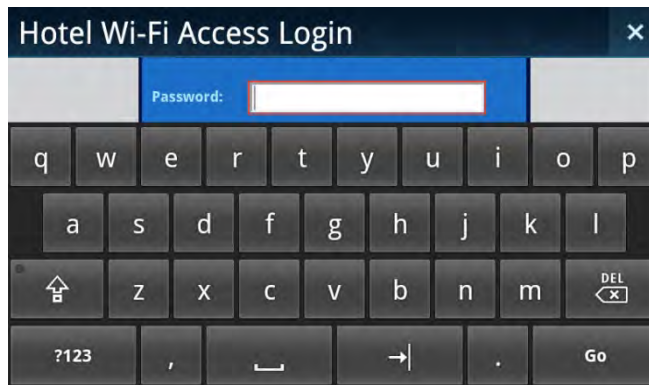 Hotel Wi-Fi Access Login ×
Password:
q w e r t y u i o p
a s d f g h j k l
z x c v b n m DEL
?123 , . Go